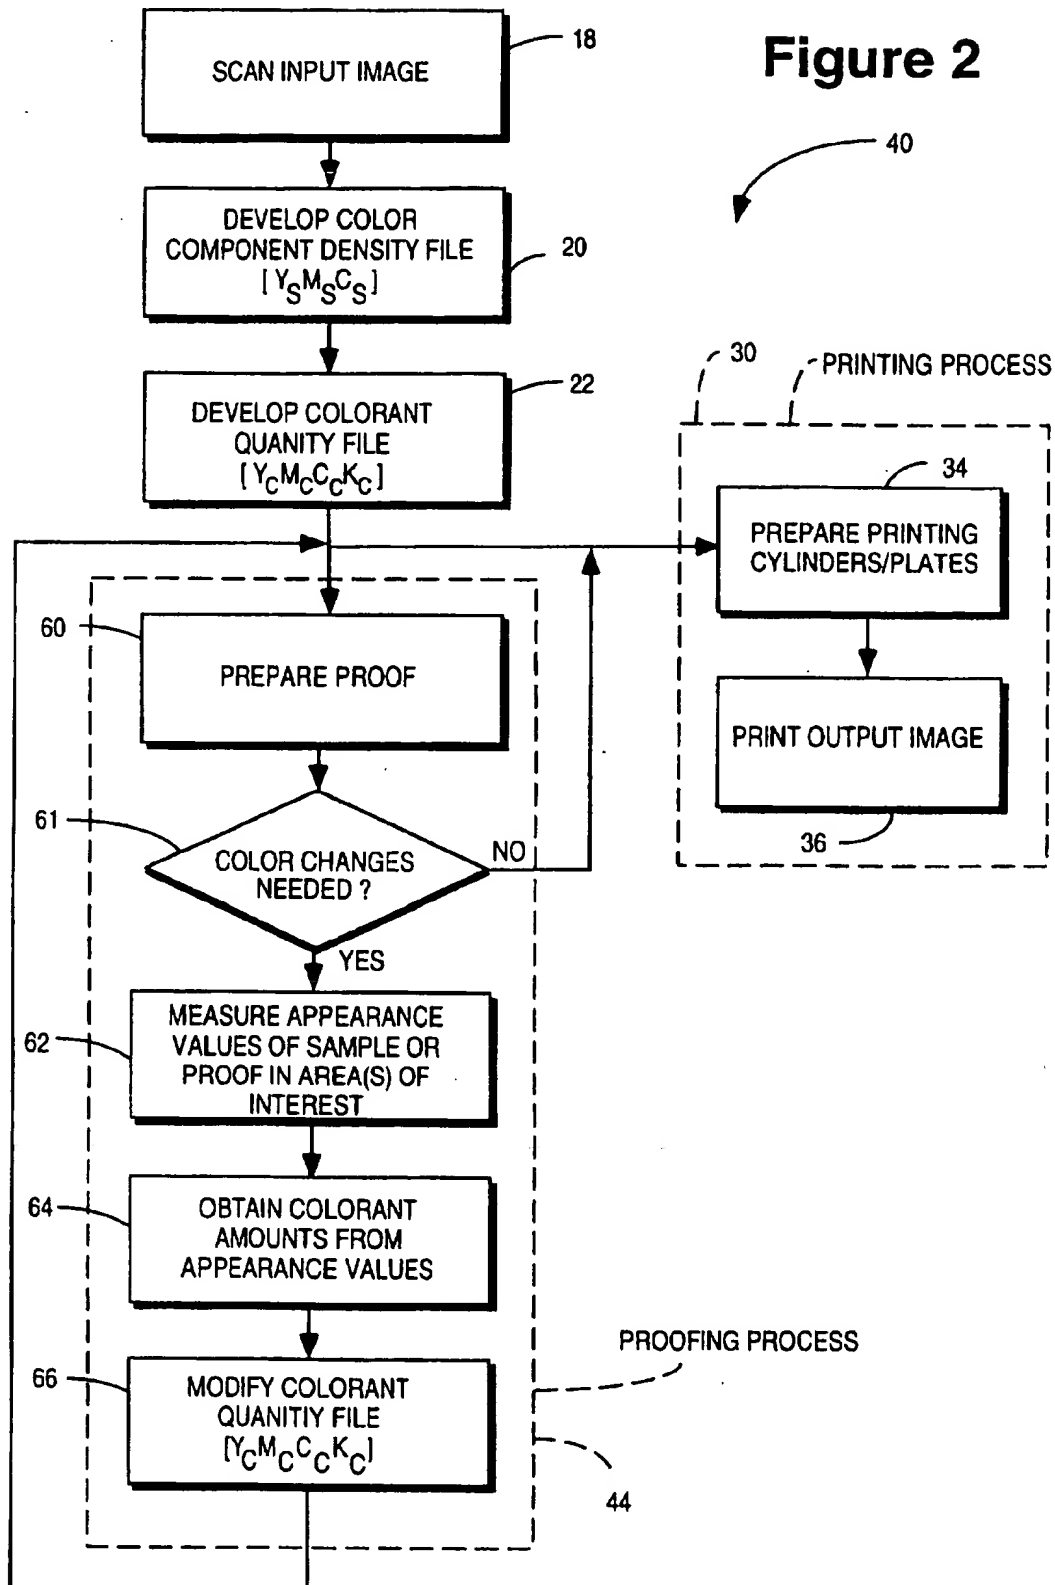 Figure 2
40
SCAN INPUT IMAGE
18
DEVELOP COLOR
COMPONENT DENSITY FILE
[YSMSCS]
20
DEVELOP COLORANT
QUANITY FILE
[YCMCCCKC]
22
30
PRINTING PROCESS
34
PREPARE PRINTING
CYLINDERS/PLATES
PRINT OUTPUT IMAGE
36
60
PREPARE PROOF
61
COLOR CHANGES
NEEDED ?
NO
YES
62
MEASURE APPEARANCE
VALUES OF SAMPLE OR
PROOF IN AREA(S) OF
INTEREST
64
OBTAIN COLORANT
AMOUNTS FROM
APPEARANCE VALUES
PROOFING PROCESS
66
MODIFY COLORANT
QUANITIY FILE
[YCMCCCKC]
44